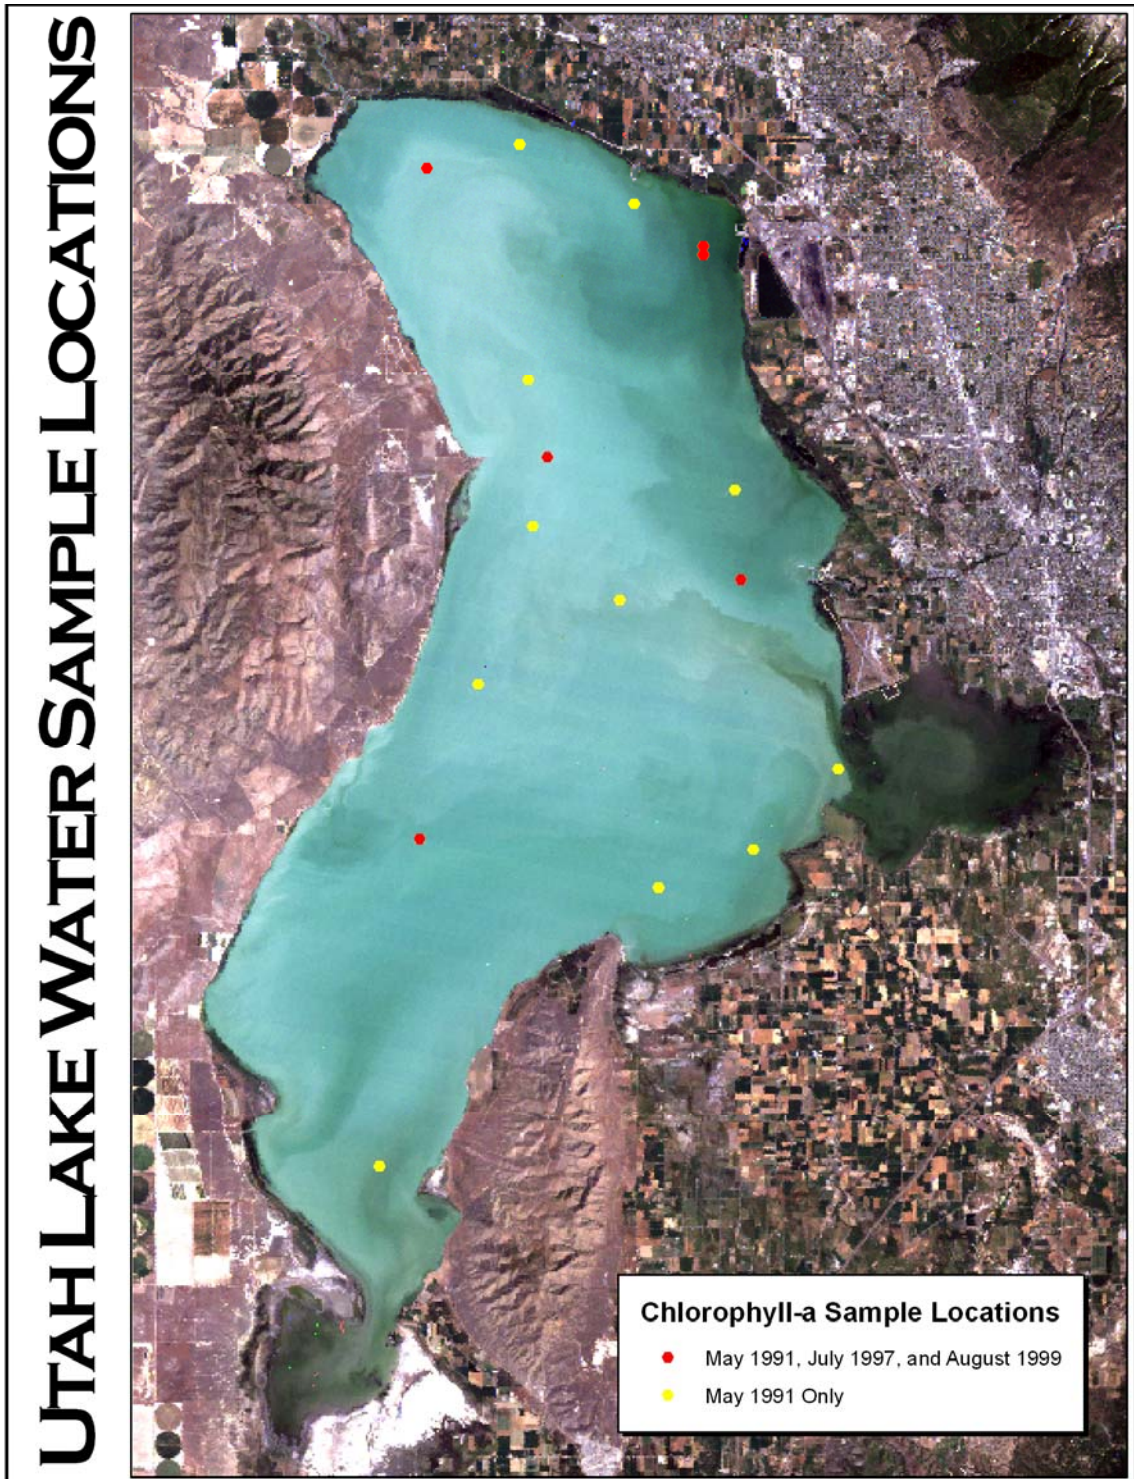 UTAH LAKE WATER SAMPLE LOCATIONS
Chlorophyll-a Sample Locations
May 1991, July 1997, and August 1999
May 1991 Only